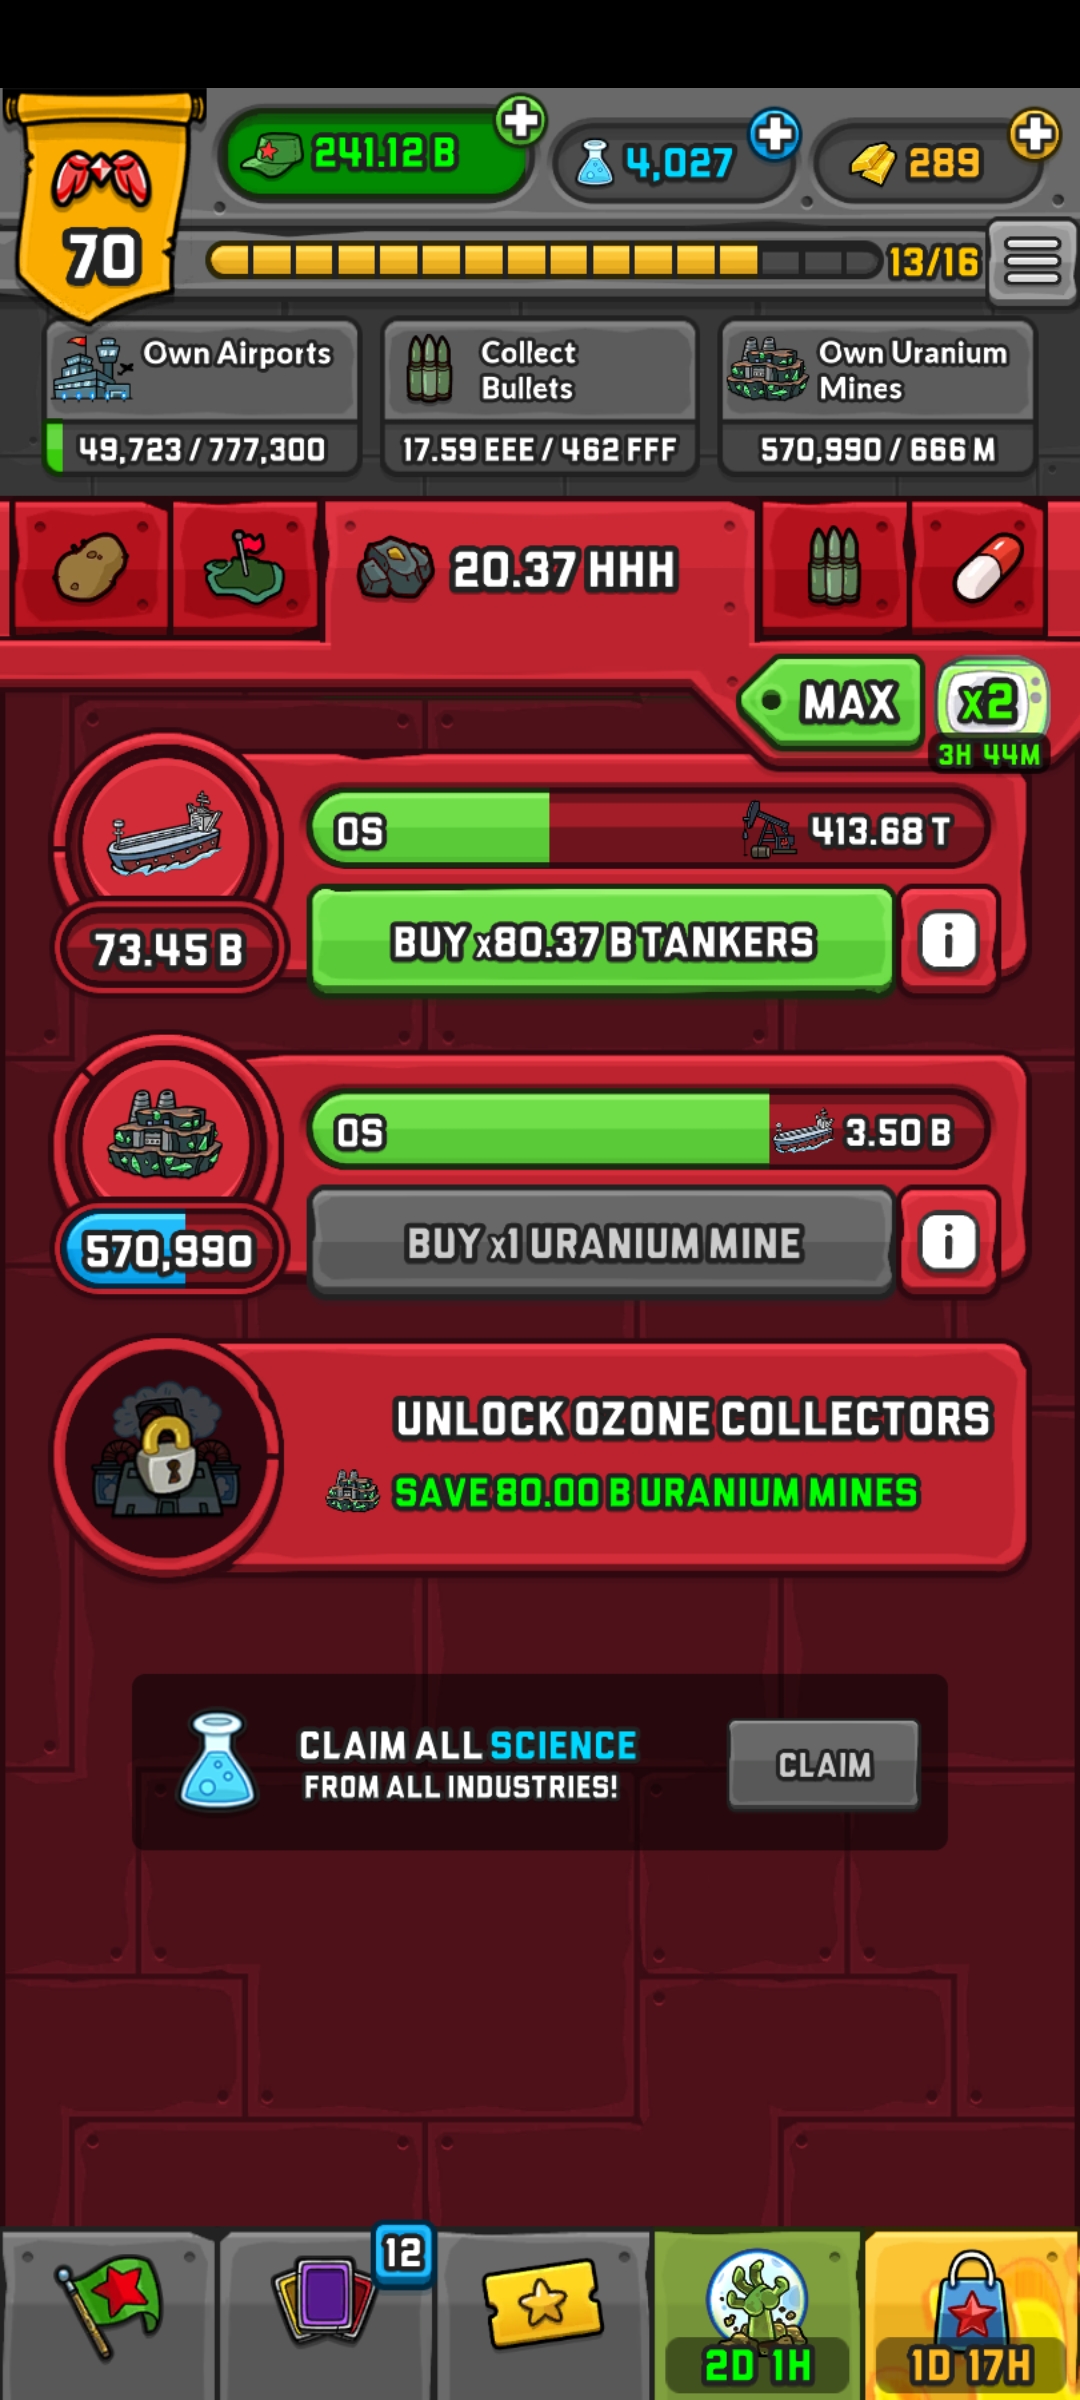 241.12 B
4,027
289
70
13/16
Own Airports
49,723 / 777,300
Collect
Bullets
17.59 EEE / 462 FFF
Own Uranium
Mines
570,990 / 666 M
20.37 HHH
MAX
x2
3H 44M
0S
413.68 T
73.45 B
BUY x80.37 B TANKERS
i
0S
3.50 B
570,990
BUY x1 URANIUM MINE
i
UNLOCK OZONE COLLECTORS
SAVE 80.00 B URANIUM MINES
CLAIM ALL SCIENCE
FROM ALL INDUSTRIES!
CLAIM
12
2D 1H
1D 17H